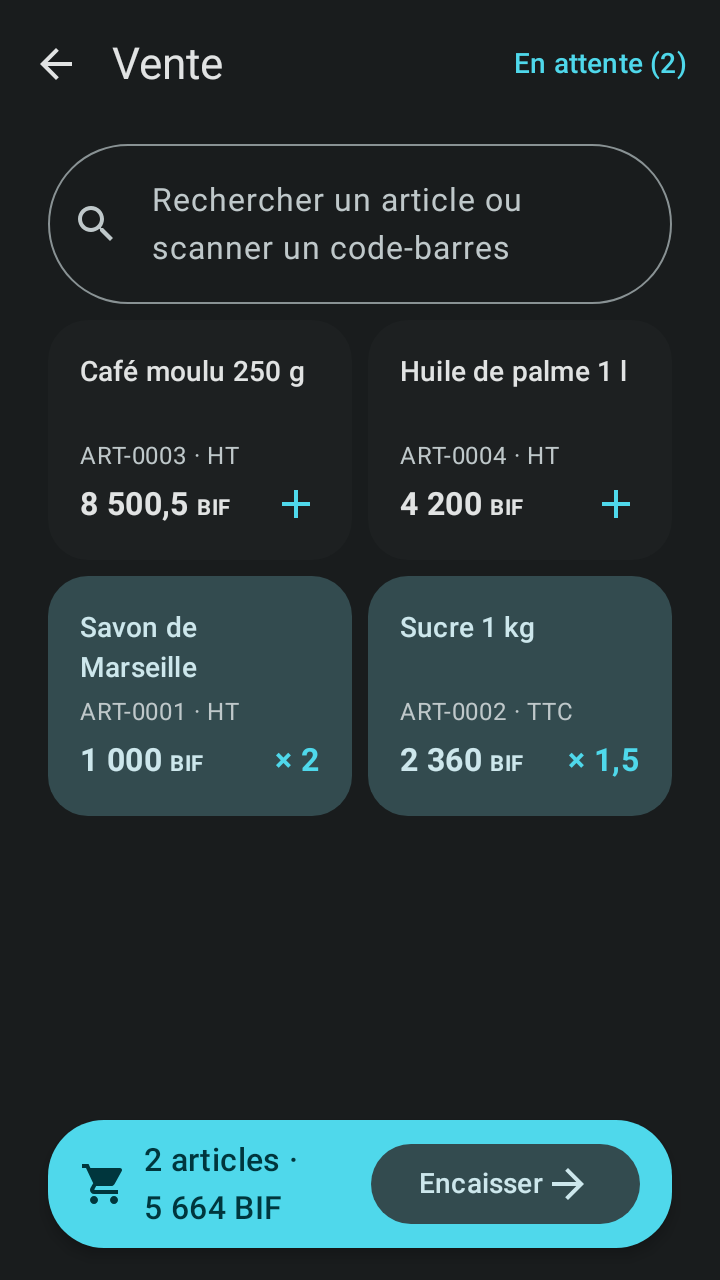 Vente
En attente (2)
Rechercher un article ou
scanner un code-barres
Café moulu 250 g
ART-0003 · HT
8 500,5 BIF
Huile de palme 1 l
ART-0004 · HT
4 200 BIF
Savon de
Marseille
ART-0001 · HT
1 000 BIF × 2
Sucre 1 kg
ART-0002 · TTC
2 360 BIF × 1,5
2 articles ·
5 664 BIF
Encaisser